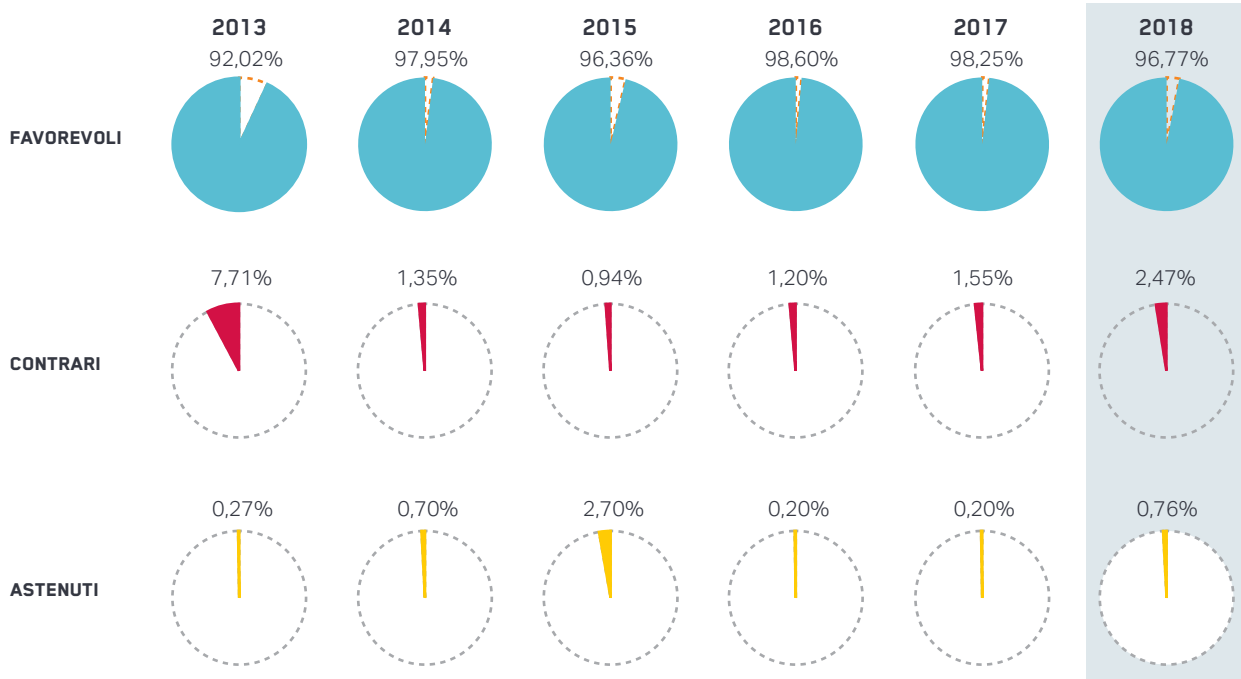 2013 2014 2015 2016 2017 2018
92,02% 97,95% 96,36% 98,60% 98,25% 96,77%
FAVOREVOLI
7,71% 1,35% 0,94% 1,20% 1,55% 2,47%
CONTRARI
0,27% 0,70% 2,70% 0,20% 0,20% 0,76%
ASTENUTI